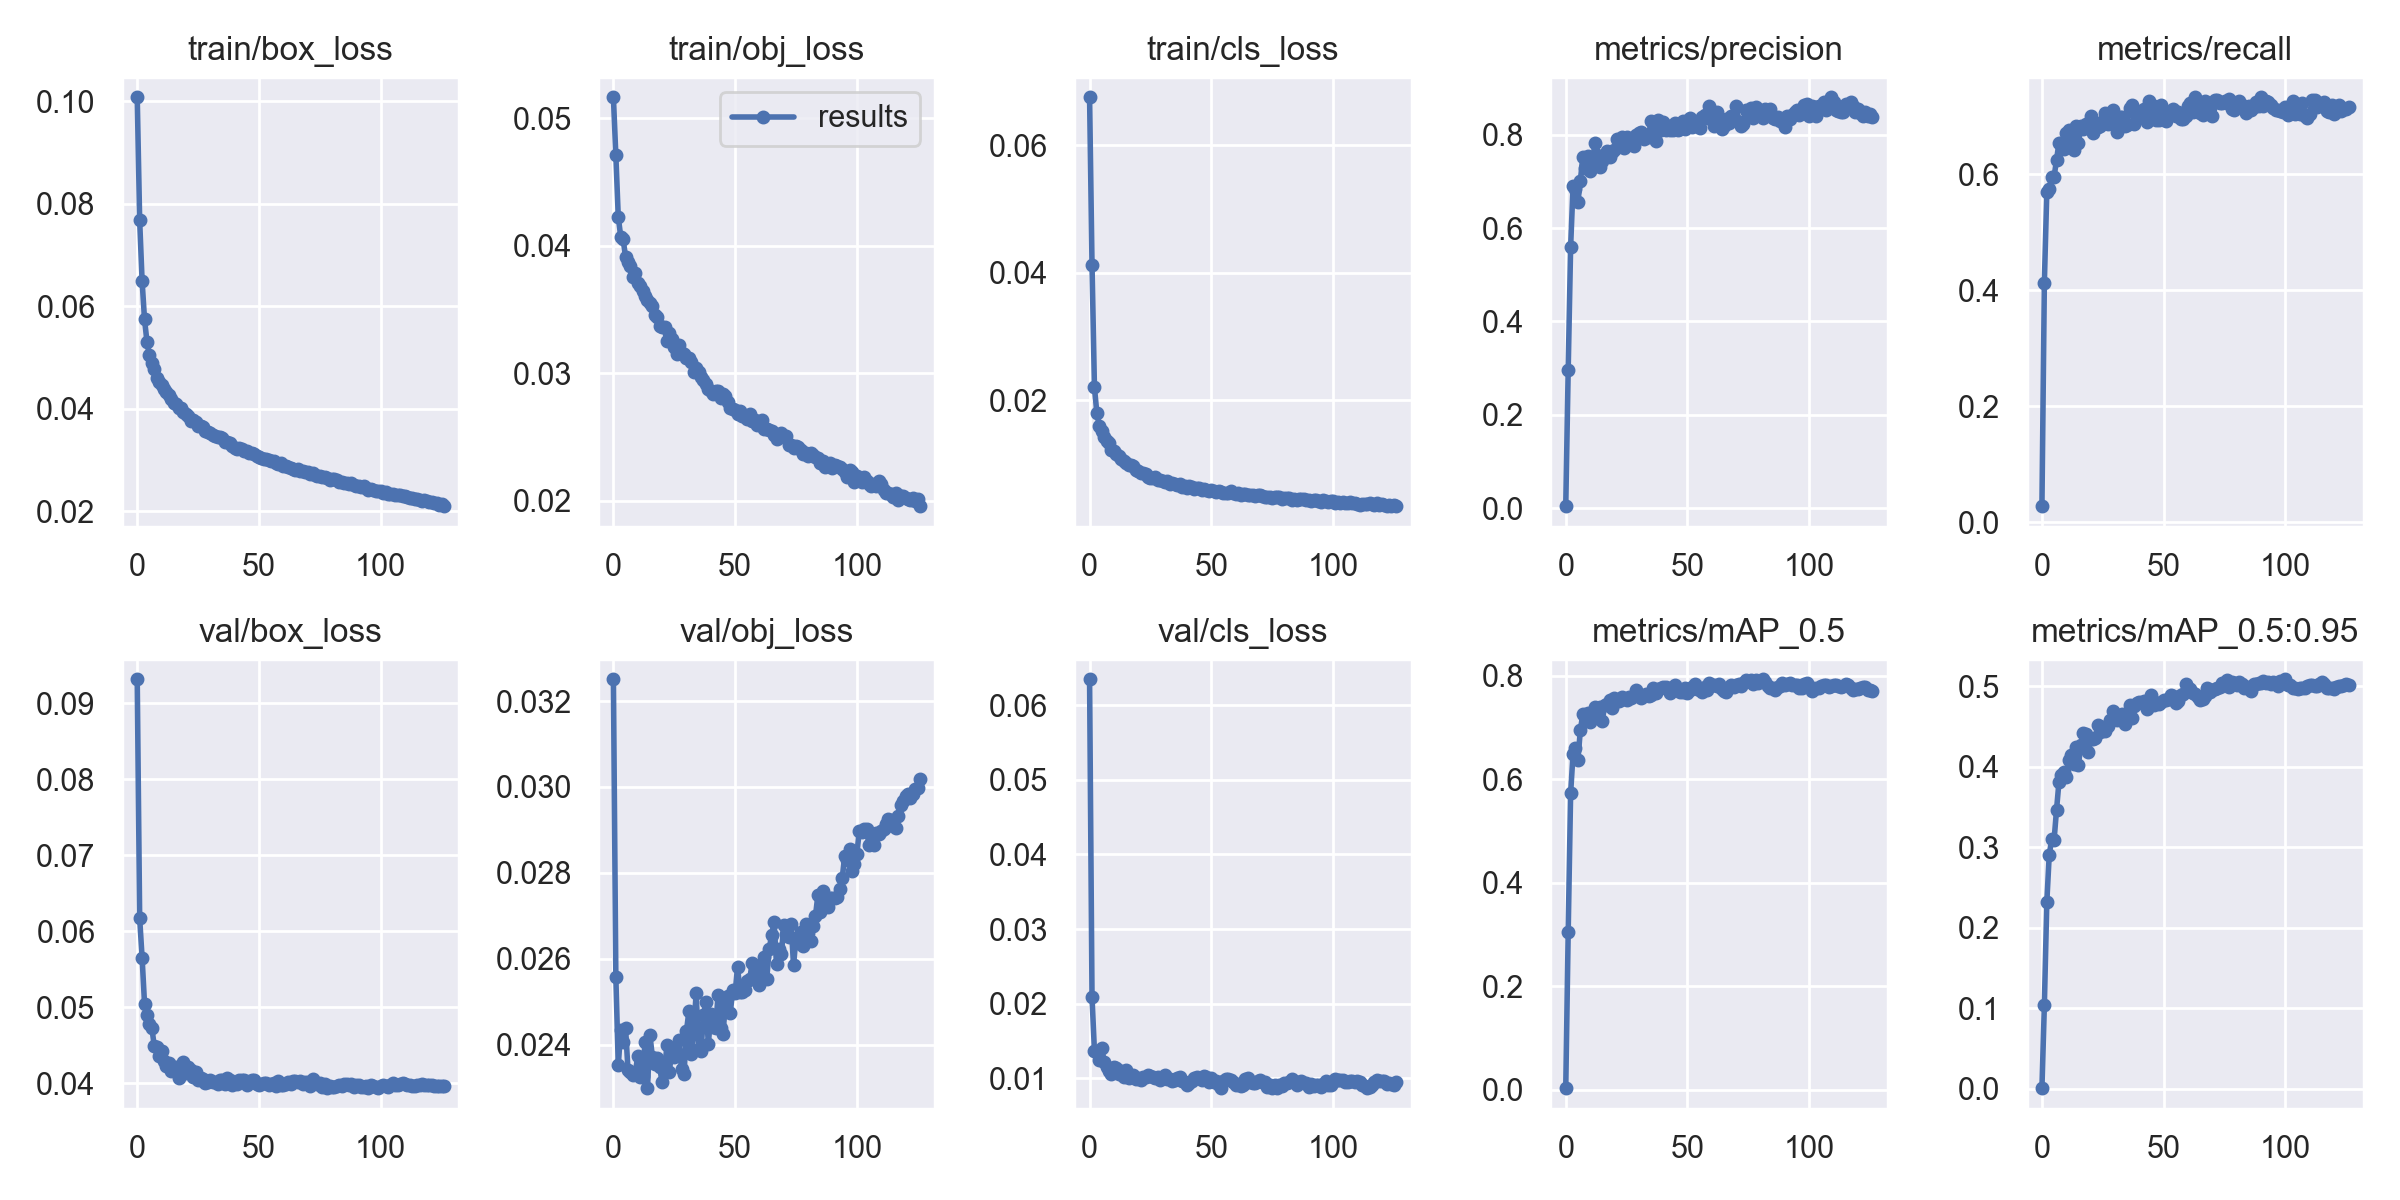 train/box_loss
0.10
0.08
0.06
0.04
0.02
0 50 100
train/obj_loss
results
0.05
0.04
0.03
0.02
0 50 100
train/cls_loss
0.06
0.04
0.02
0 50 100
metrics/precision
0.8
0.6
0.4
0.2
0.0
0 50 100
metrics/recall
0.6
0.4
0.2
0.0
0 50 100
val/box_loss
0.09
0.08
0.07
0.06
0.05
0.04
0 50 100
val/obj_loss
0.032
0.030
0.028
0.026
0.024
0 50 100
val/cls_loss
0.06
0.05
0.04
0.03
0.02
0.01
0 50 100
metrics/mAP_0.5
0.8
0.6
0.4
0.2
0.0
0 50 100
metrics/mAP_0.5:0.95
0.5
0.4
0.3
0.2
0.1
0.0
0 50 100